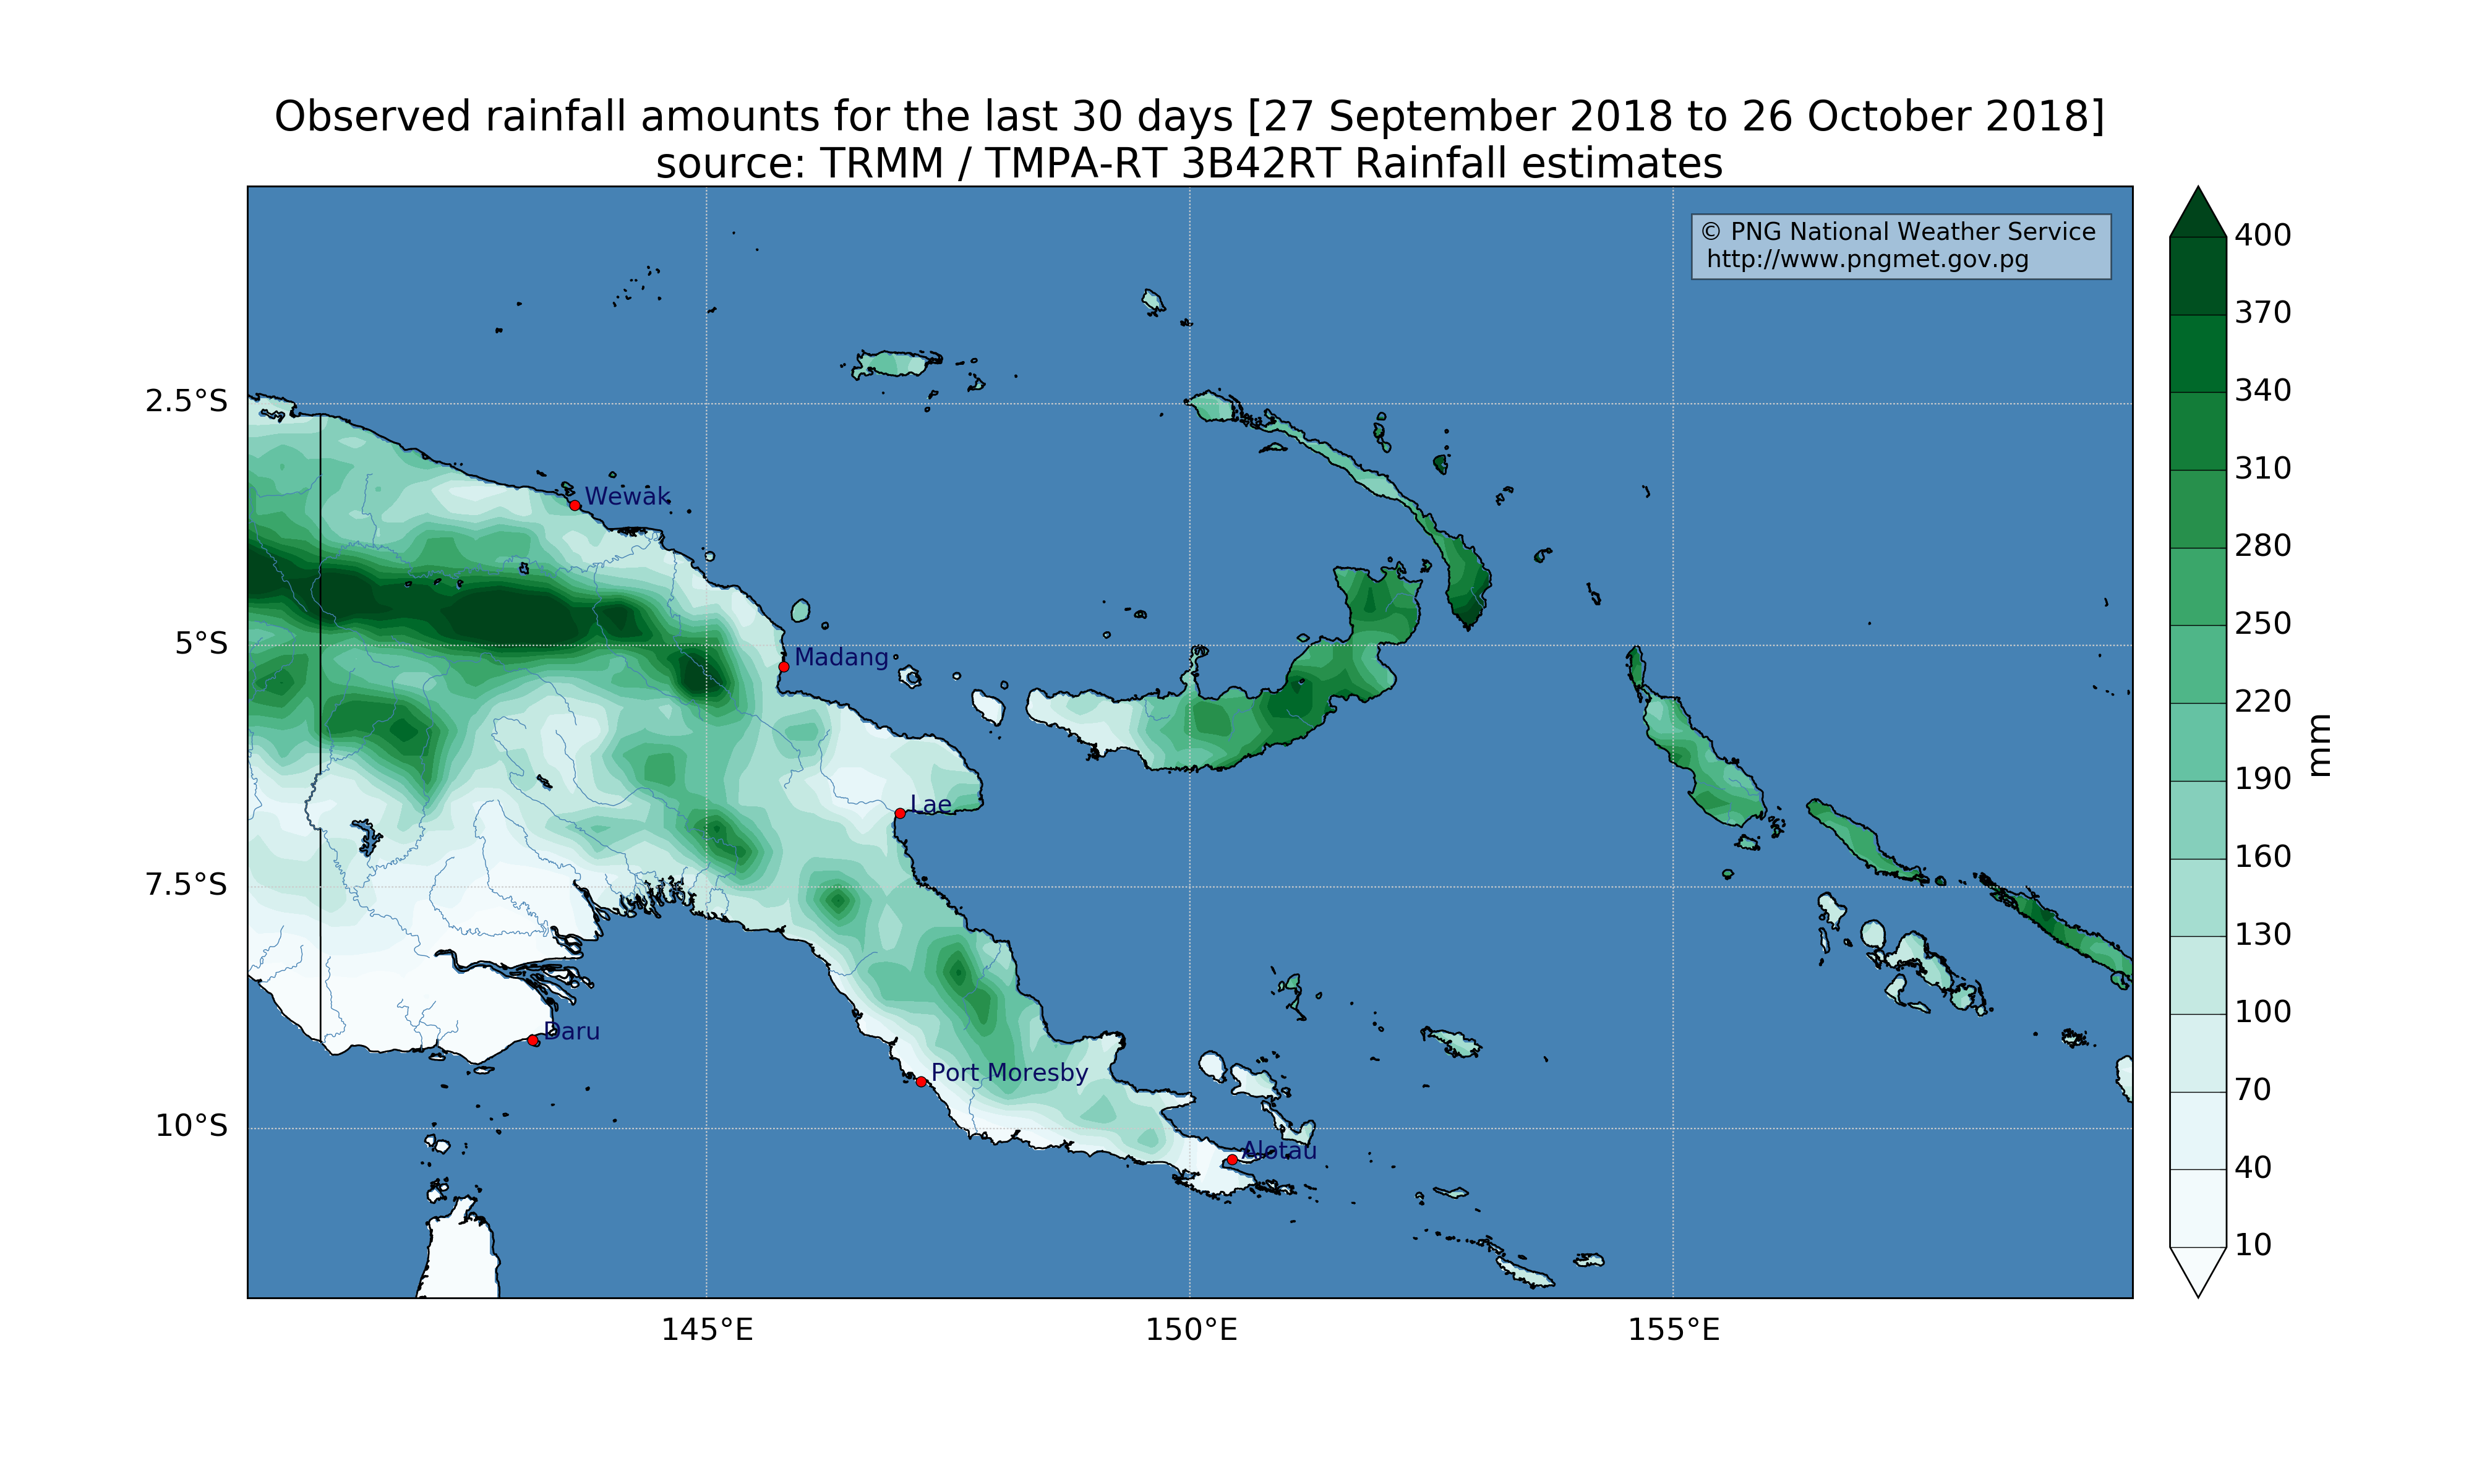 Observed rainfall amounts for the last 30 days [27 September 2018 to 26 October 2018]
source: TRMM / TMPA-RT 3B42RT Rainfall estimates
© PNG National Weather Service
http://www.pngmet.gov.pg
2.5°S
5°S
7.5°S
10°S
Wewak
Madang
Lae
Daru
Port Moresby
Alotau
145°E
150°E
155°E
400
370
340
310
280
250
220
190
160
130
100
70
40
10
mm